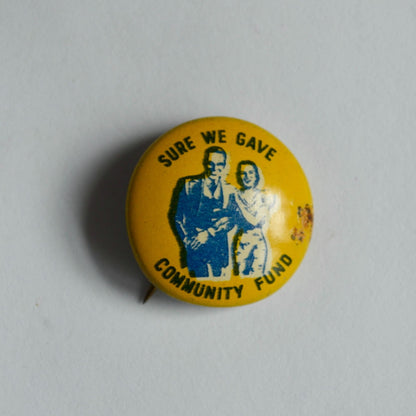 SURE WE GAVE
COMMUNITY FUND